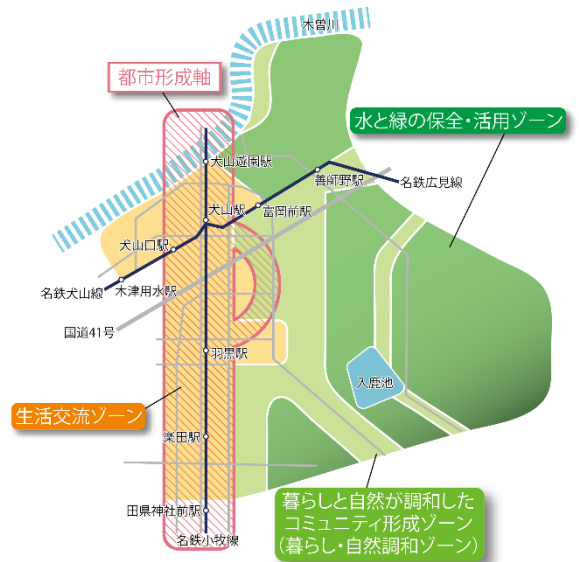 木曽川
都市形成軸
水と緑の保全・活用ゾーン
犬山遊園駅
善師野駅
名鉄広見線
犬山駅
富岡前駅
犬山口駅
名鉄犬山線
木津用水駅
国道41号
羽黒駅
入鹿池
生活交流ゾーン
楽田駅
暮らしと自然が調和した
コミュニティ形成ゾーン
(暮らし・自然調和ゾーン)
田県神社前駅
名鉄小牧線